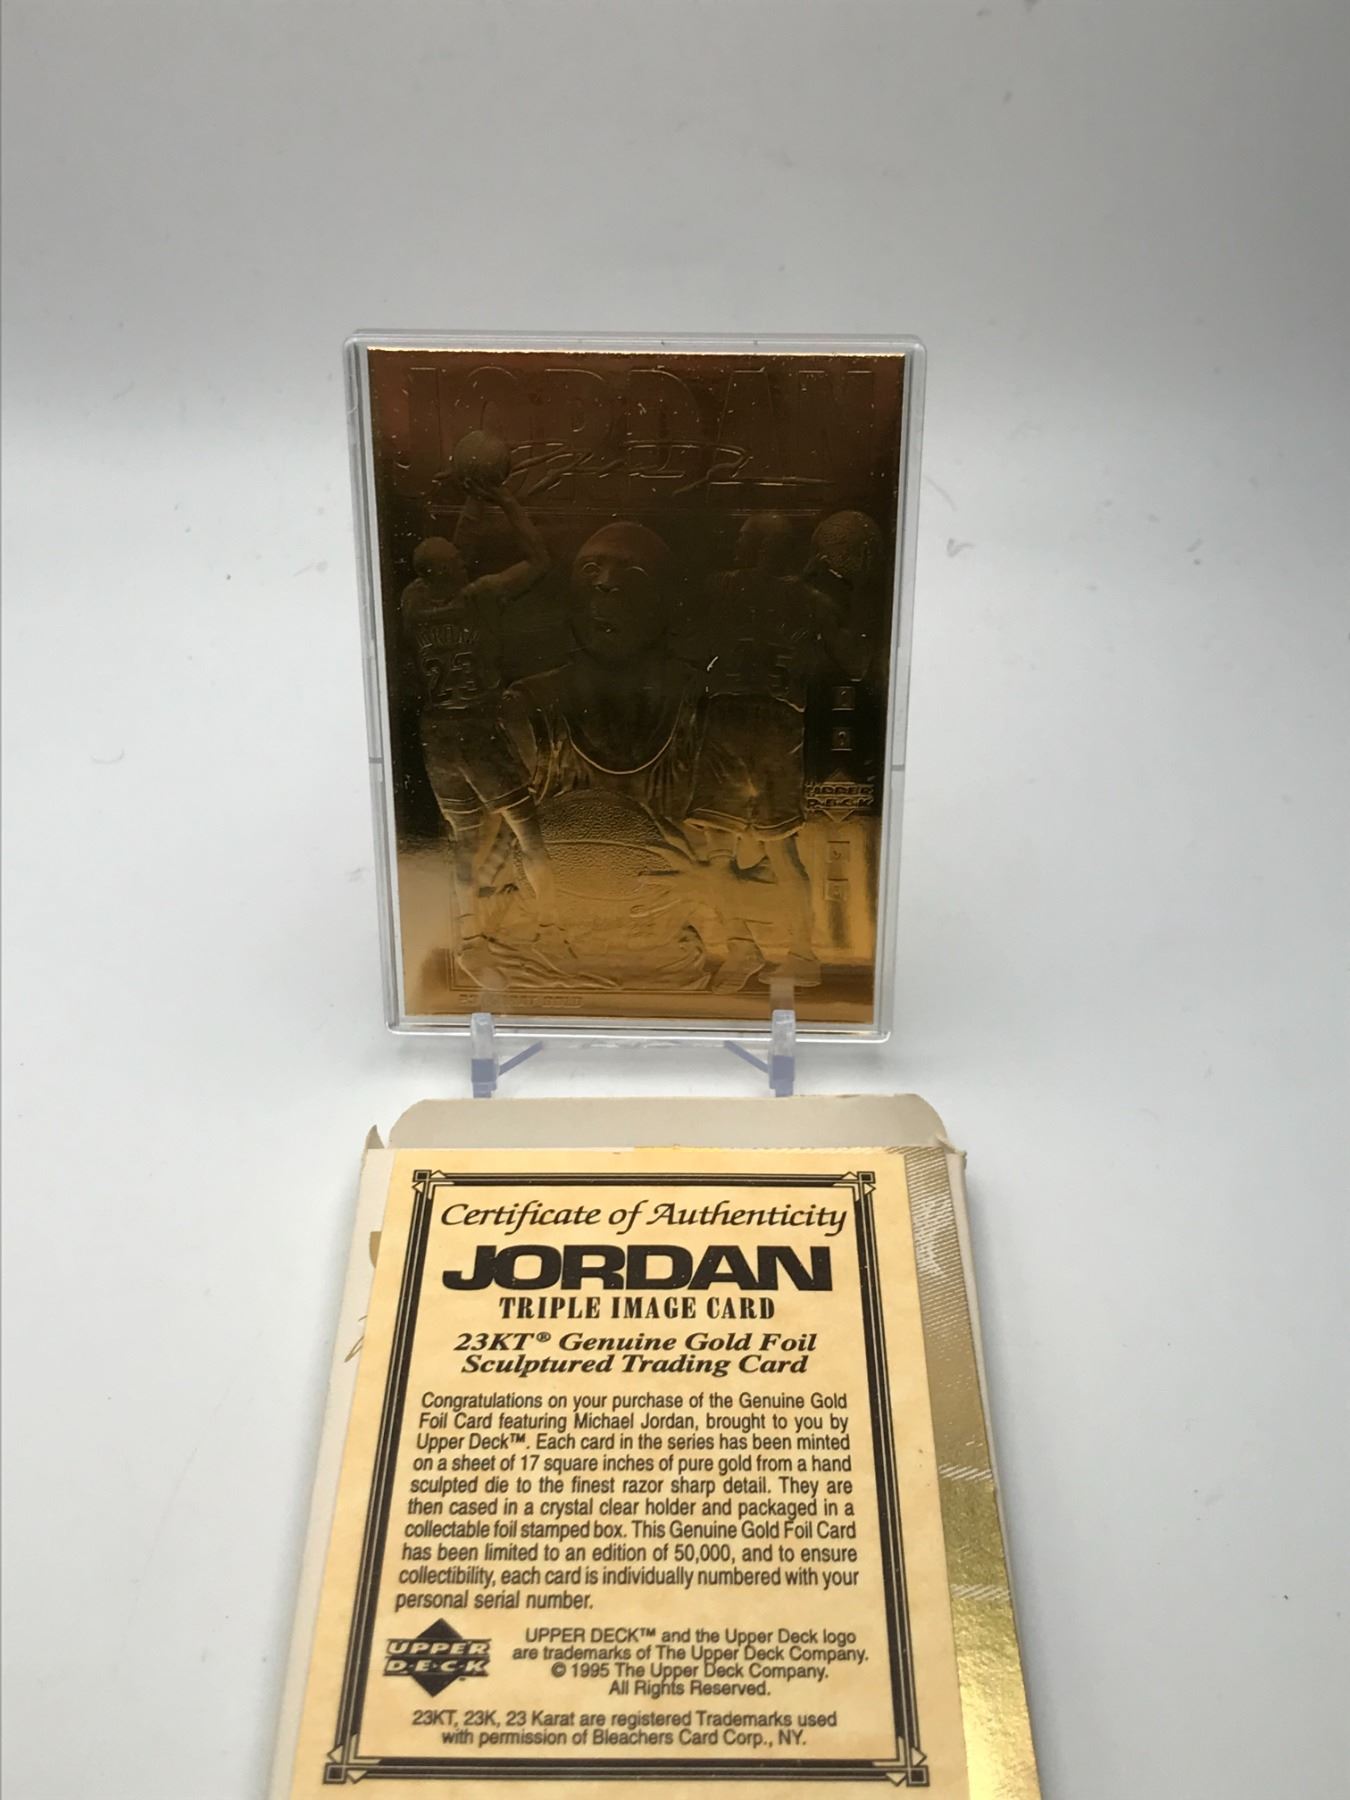 JORDAN
JORDAN
23
45
UPPER
DECK
23 KARAT GOLD
Certificate of Authenticity
JORDAN
TRIPLE IMAGE CARD
23KT® Genuine Gold Foil
Sculptured Trading Card
Congratulations on your purchase of the Genuine Gold
Foil Card featuring Michael Jordan, brought to you by
Upper Deck™. Each card in the series has been minted
on a sheet of 17 square inches of pure gold from a hand
sculpted die to the finest razor sharp detail. They are
then cased in a crystal clear holder and packaged in a
collectable foil stamped box. This Genuine Gold Foil Card
has been limited to an edition of 50,000, and to ensure
collectibility, each card is individually numbered with your
personal serial number.
UPPER
D•E•C•K
UPPER DECK™ and the Upper Deck logo
are trademarks of The Upper Deck Company.
© 1995 The Upper Deck Company.
All Rights Reserved.
23KT, 23K, 23 Karat are registered Trademarks used
with permission of Bleachers Card Corp., NY.